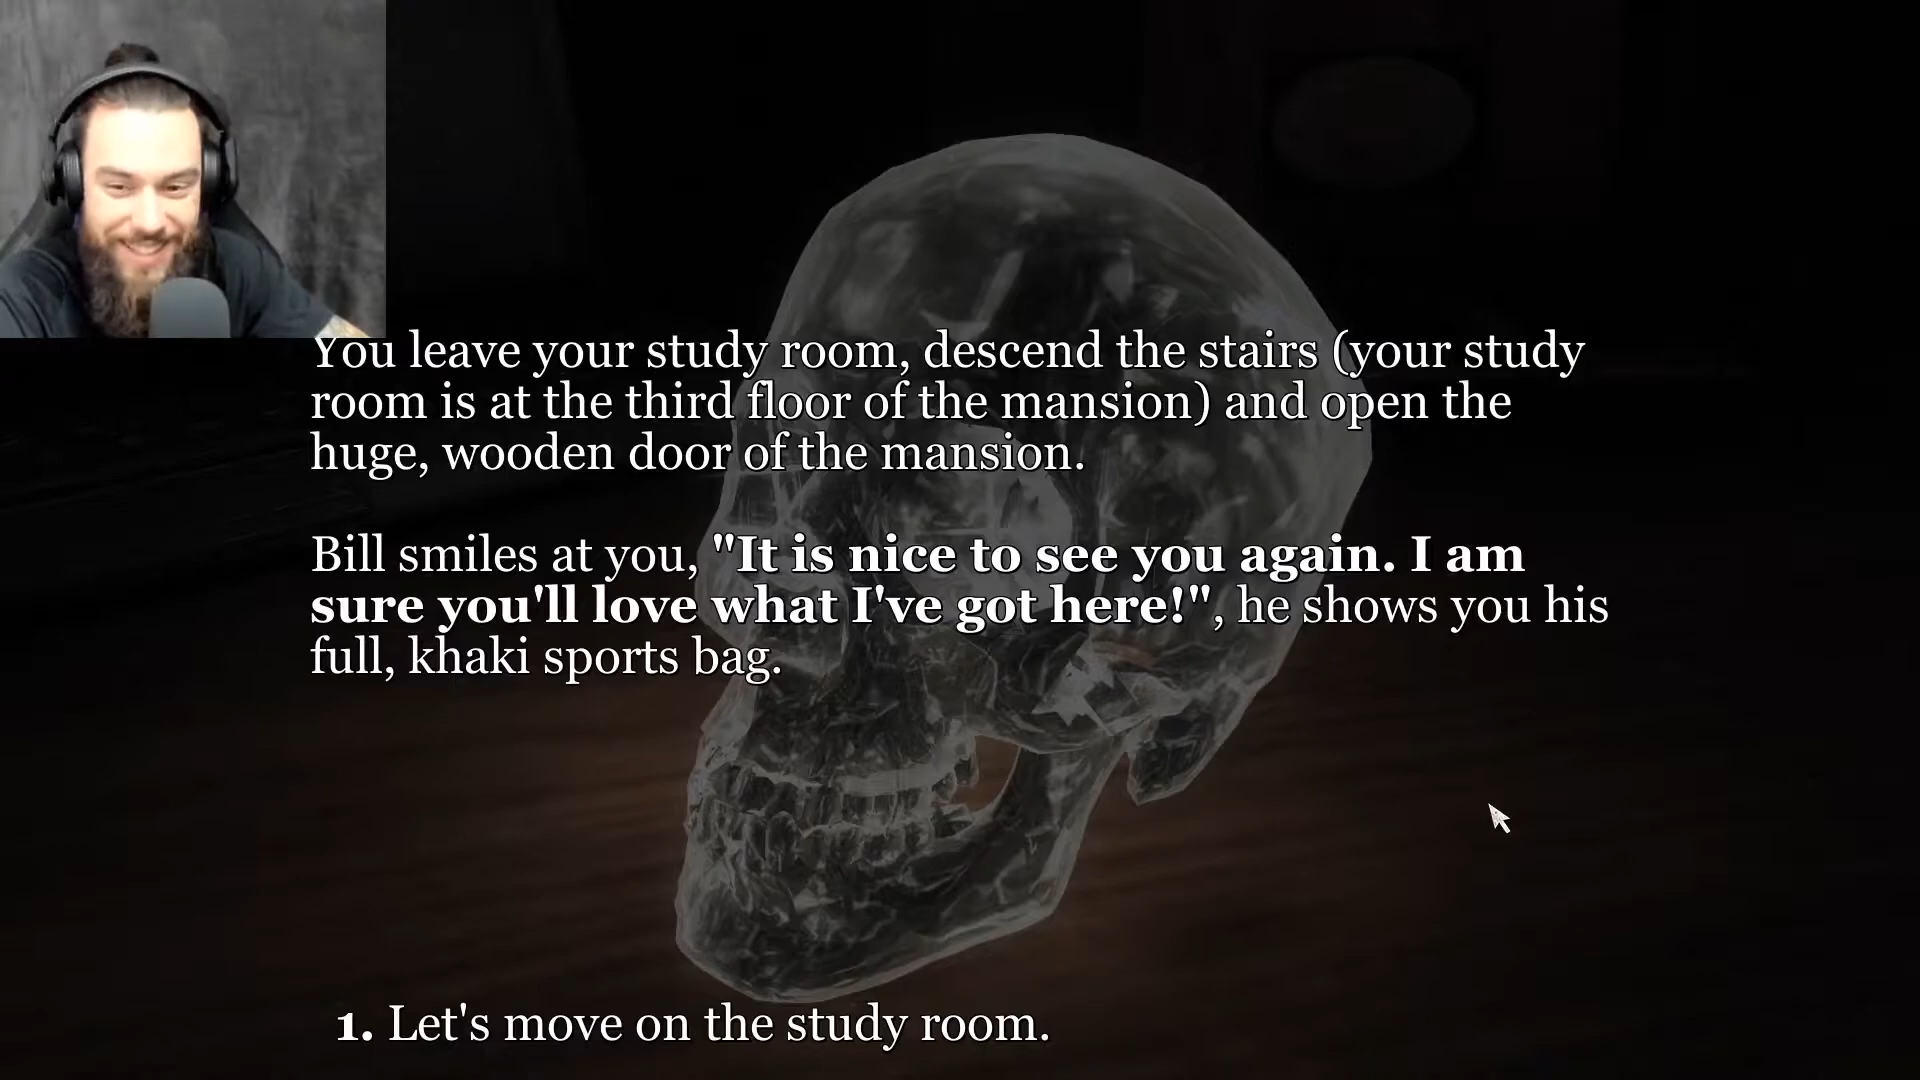 You leave your study room, descend the stairs (your study
room is at the third floor of the mansion) and open the
huge, wooden door of the mansion.
Bill smiles at you, "It is nice to see you again. I am
sure you'll love what I've got here!", he shows you his
full, khaki sports bag.
1. Let's move on the study room.